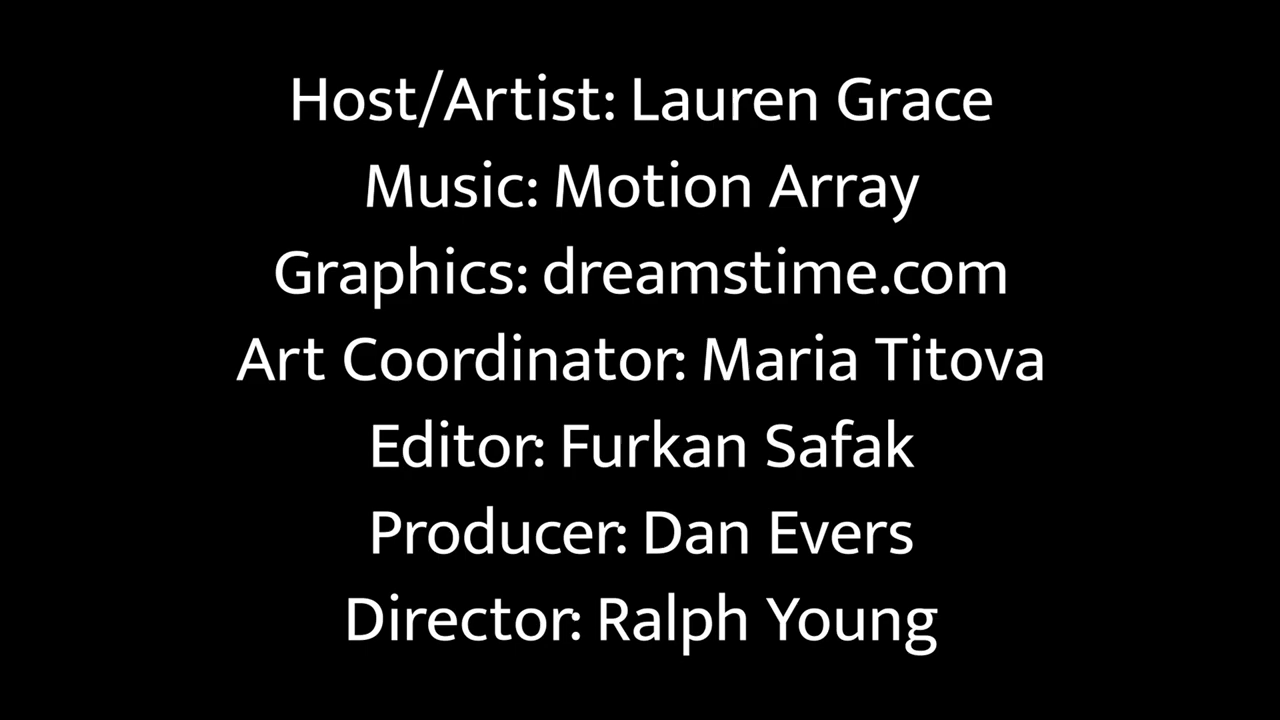 Host/Artist: Lauren Grace
Music: Motion Array
Graphics: dreamstime.com
Art Coordinator: Maria Titova
Editor: Furkan Safak
Producer: Dan Evers
Director: Ralph Young